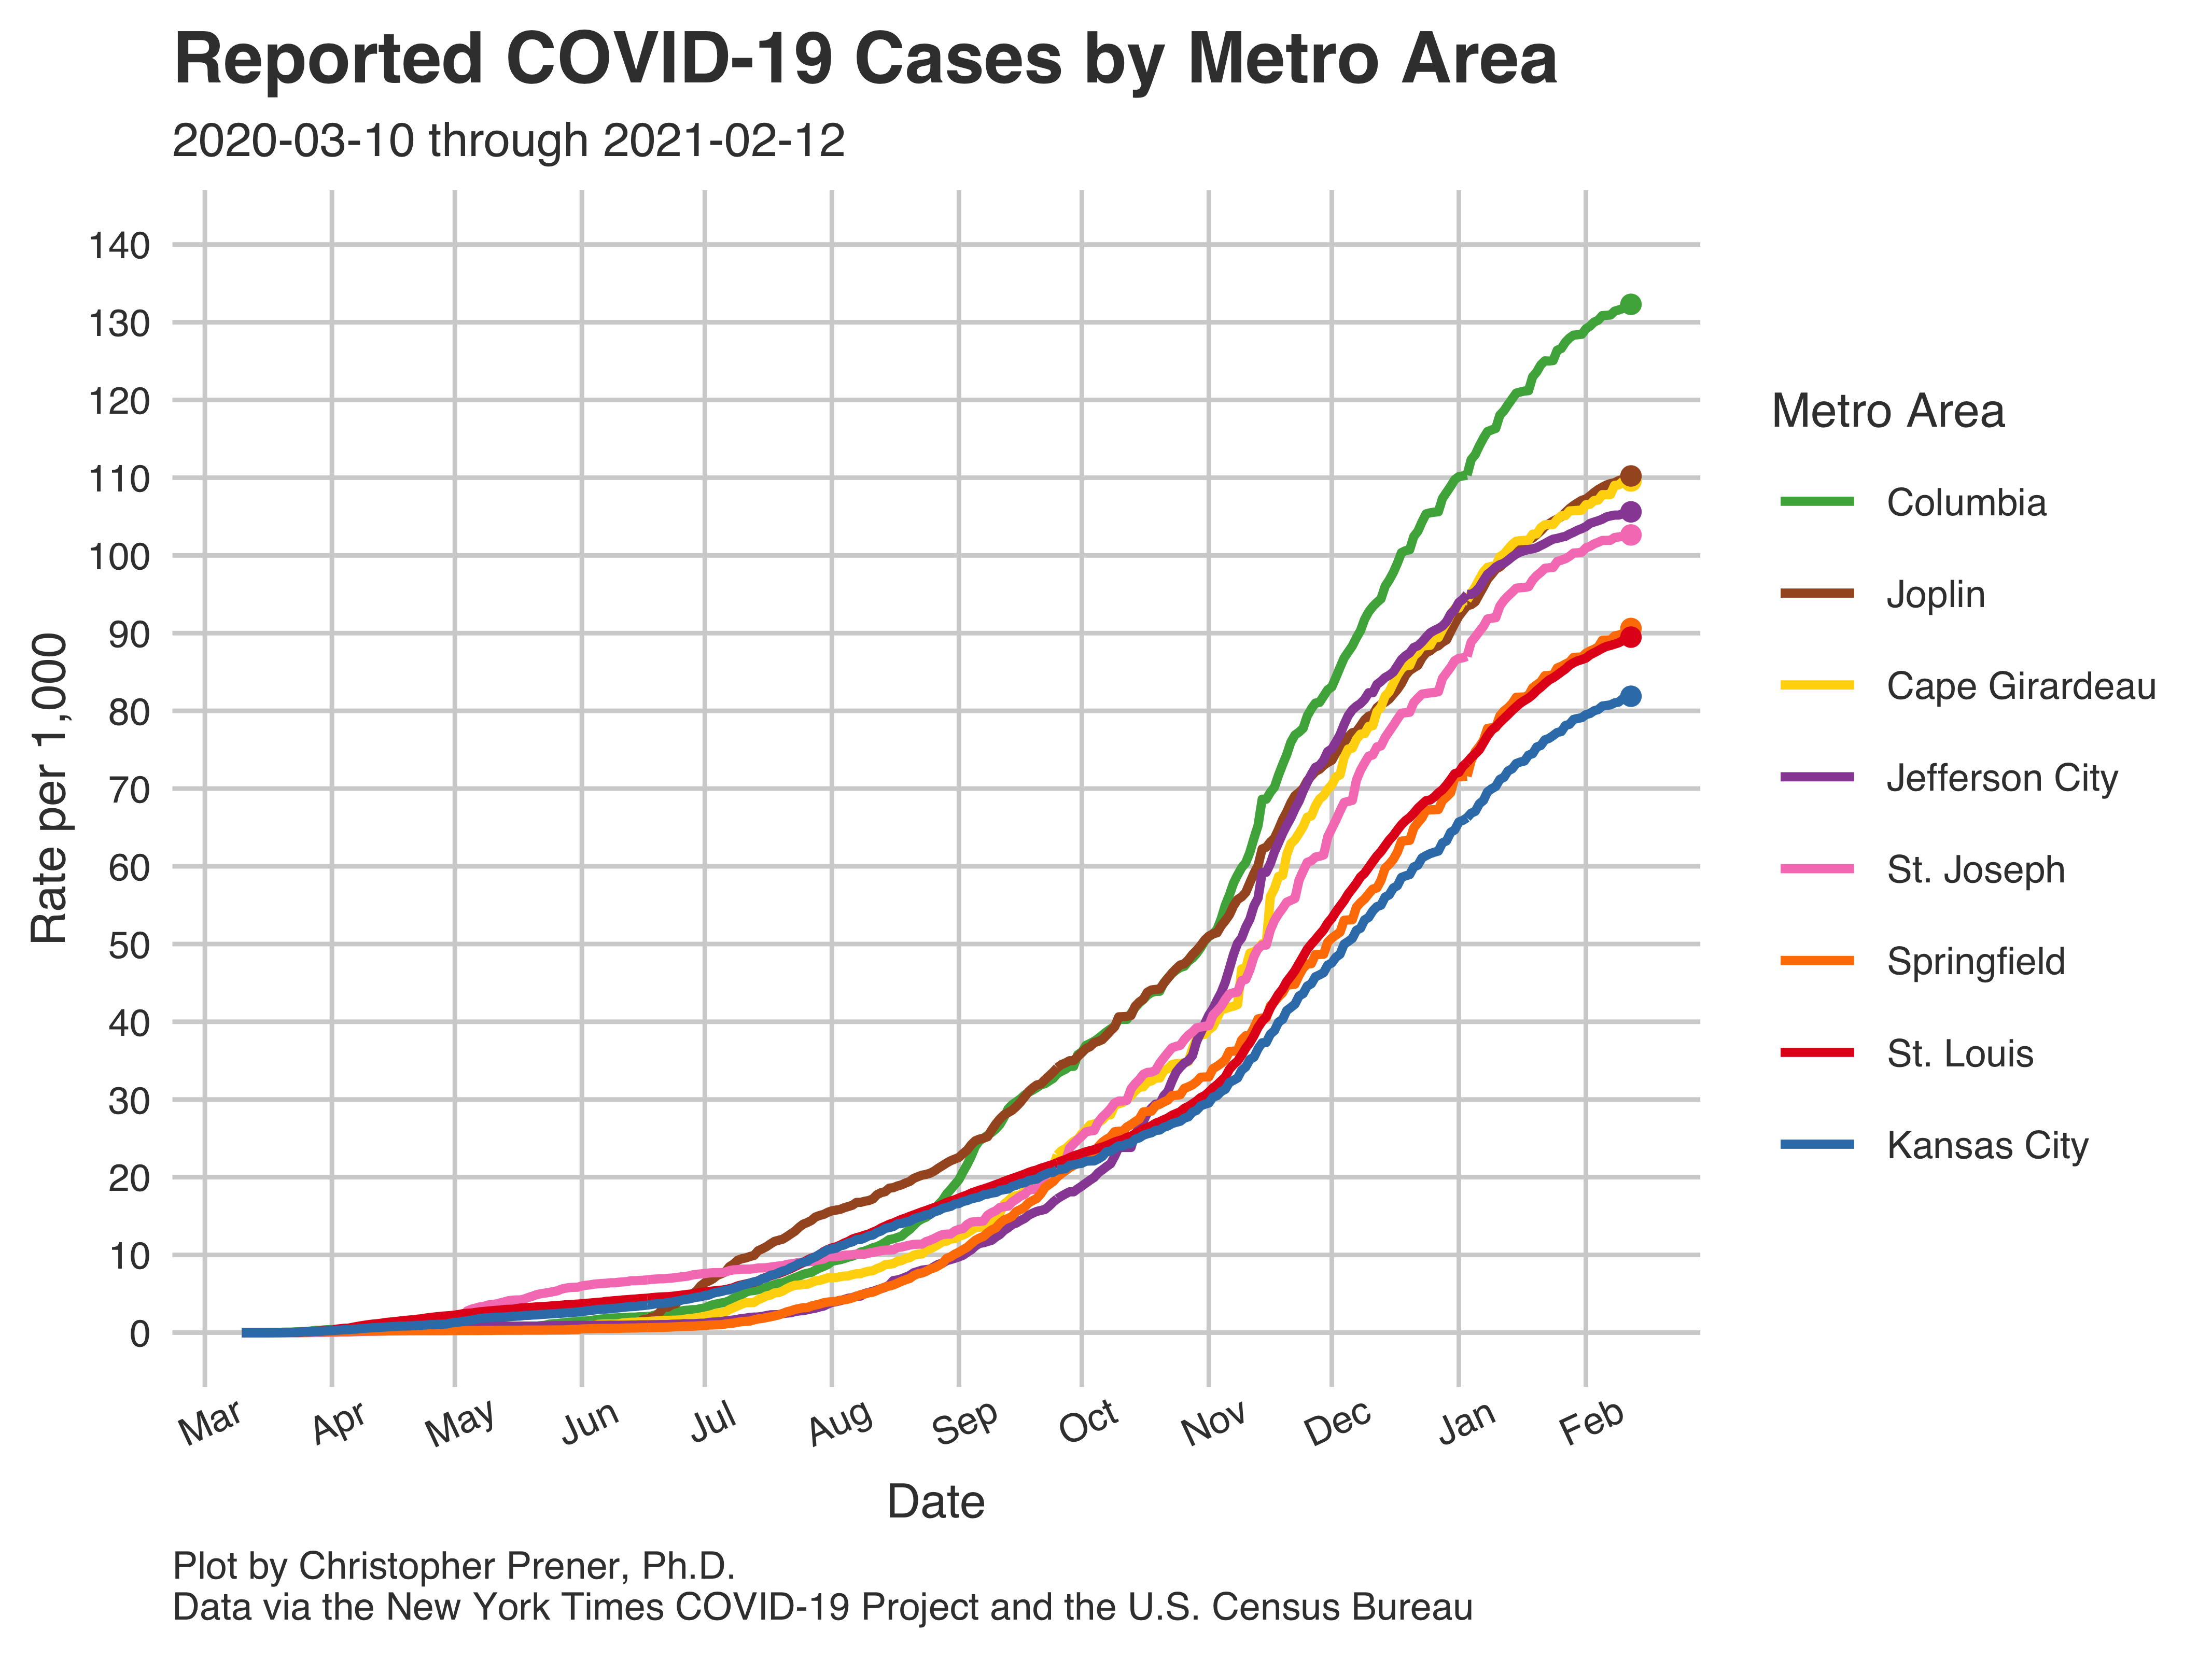 Reported COVID-19 Cases by Metro Area
2020-03-10 through 2021-02-12
140
130
120
110
100
90
80
70
60
50
40
30
20
10
0
Rate per 1,000
Mar Apr May Jun Jul Aug Sep Oct Nov Dec Jan Feb
Date
Metro Area
Columbia
Joplin
Cape Girardeau
Jefferson City
St. Joseph
Springfield
St. Louis
Kansas City
Plot by Christopher Prener, Ph.D.
Data via the New York Times COVID-19 Project and the U.S. Census Bureau